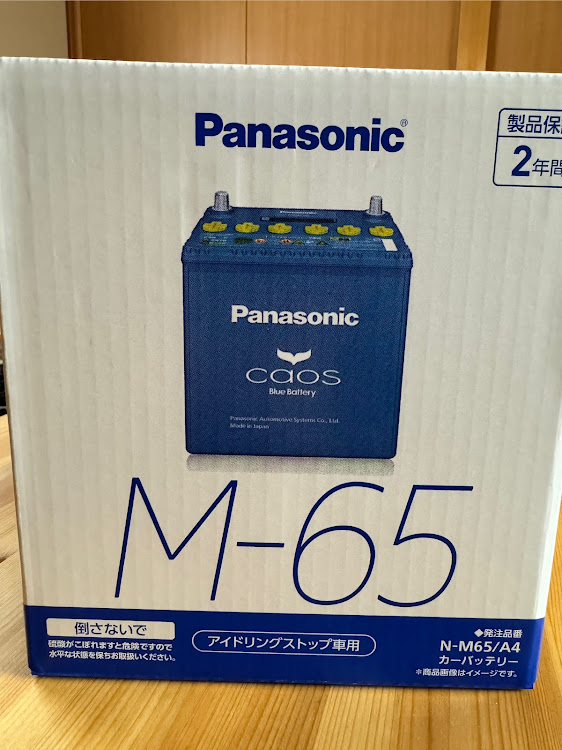 Panasonic®
製品保
2年間
Panasonic
Panasonic
caos
Blue Battery
Panasonic Automotive Systems Co., Ltd.
Made in Japan
M-65
倒さないで
硫酸がこぼれますと危険ですので
水平な状態を保ちお取扱いください。
アイドリングストップ車用
◆発注品番
N-M65/A4
カーバッテリー
※商品画像はイメージです。